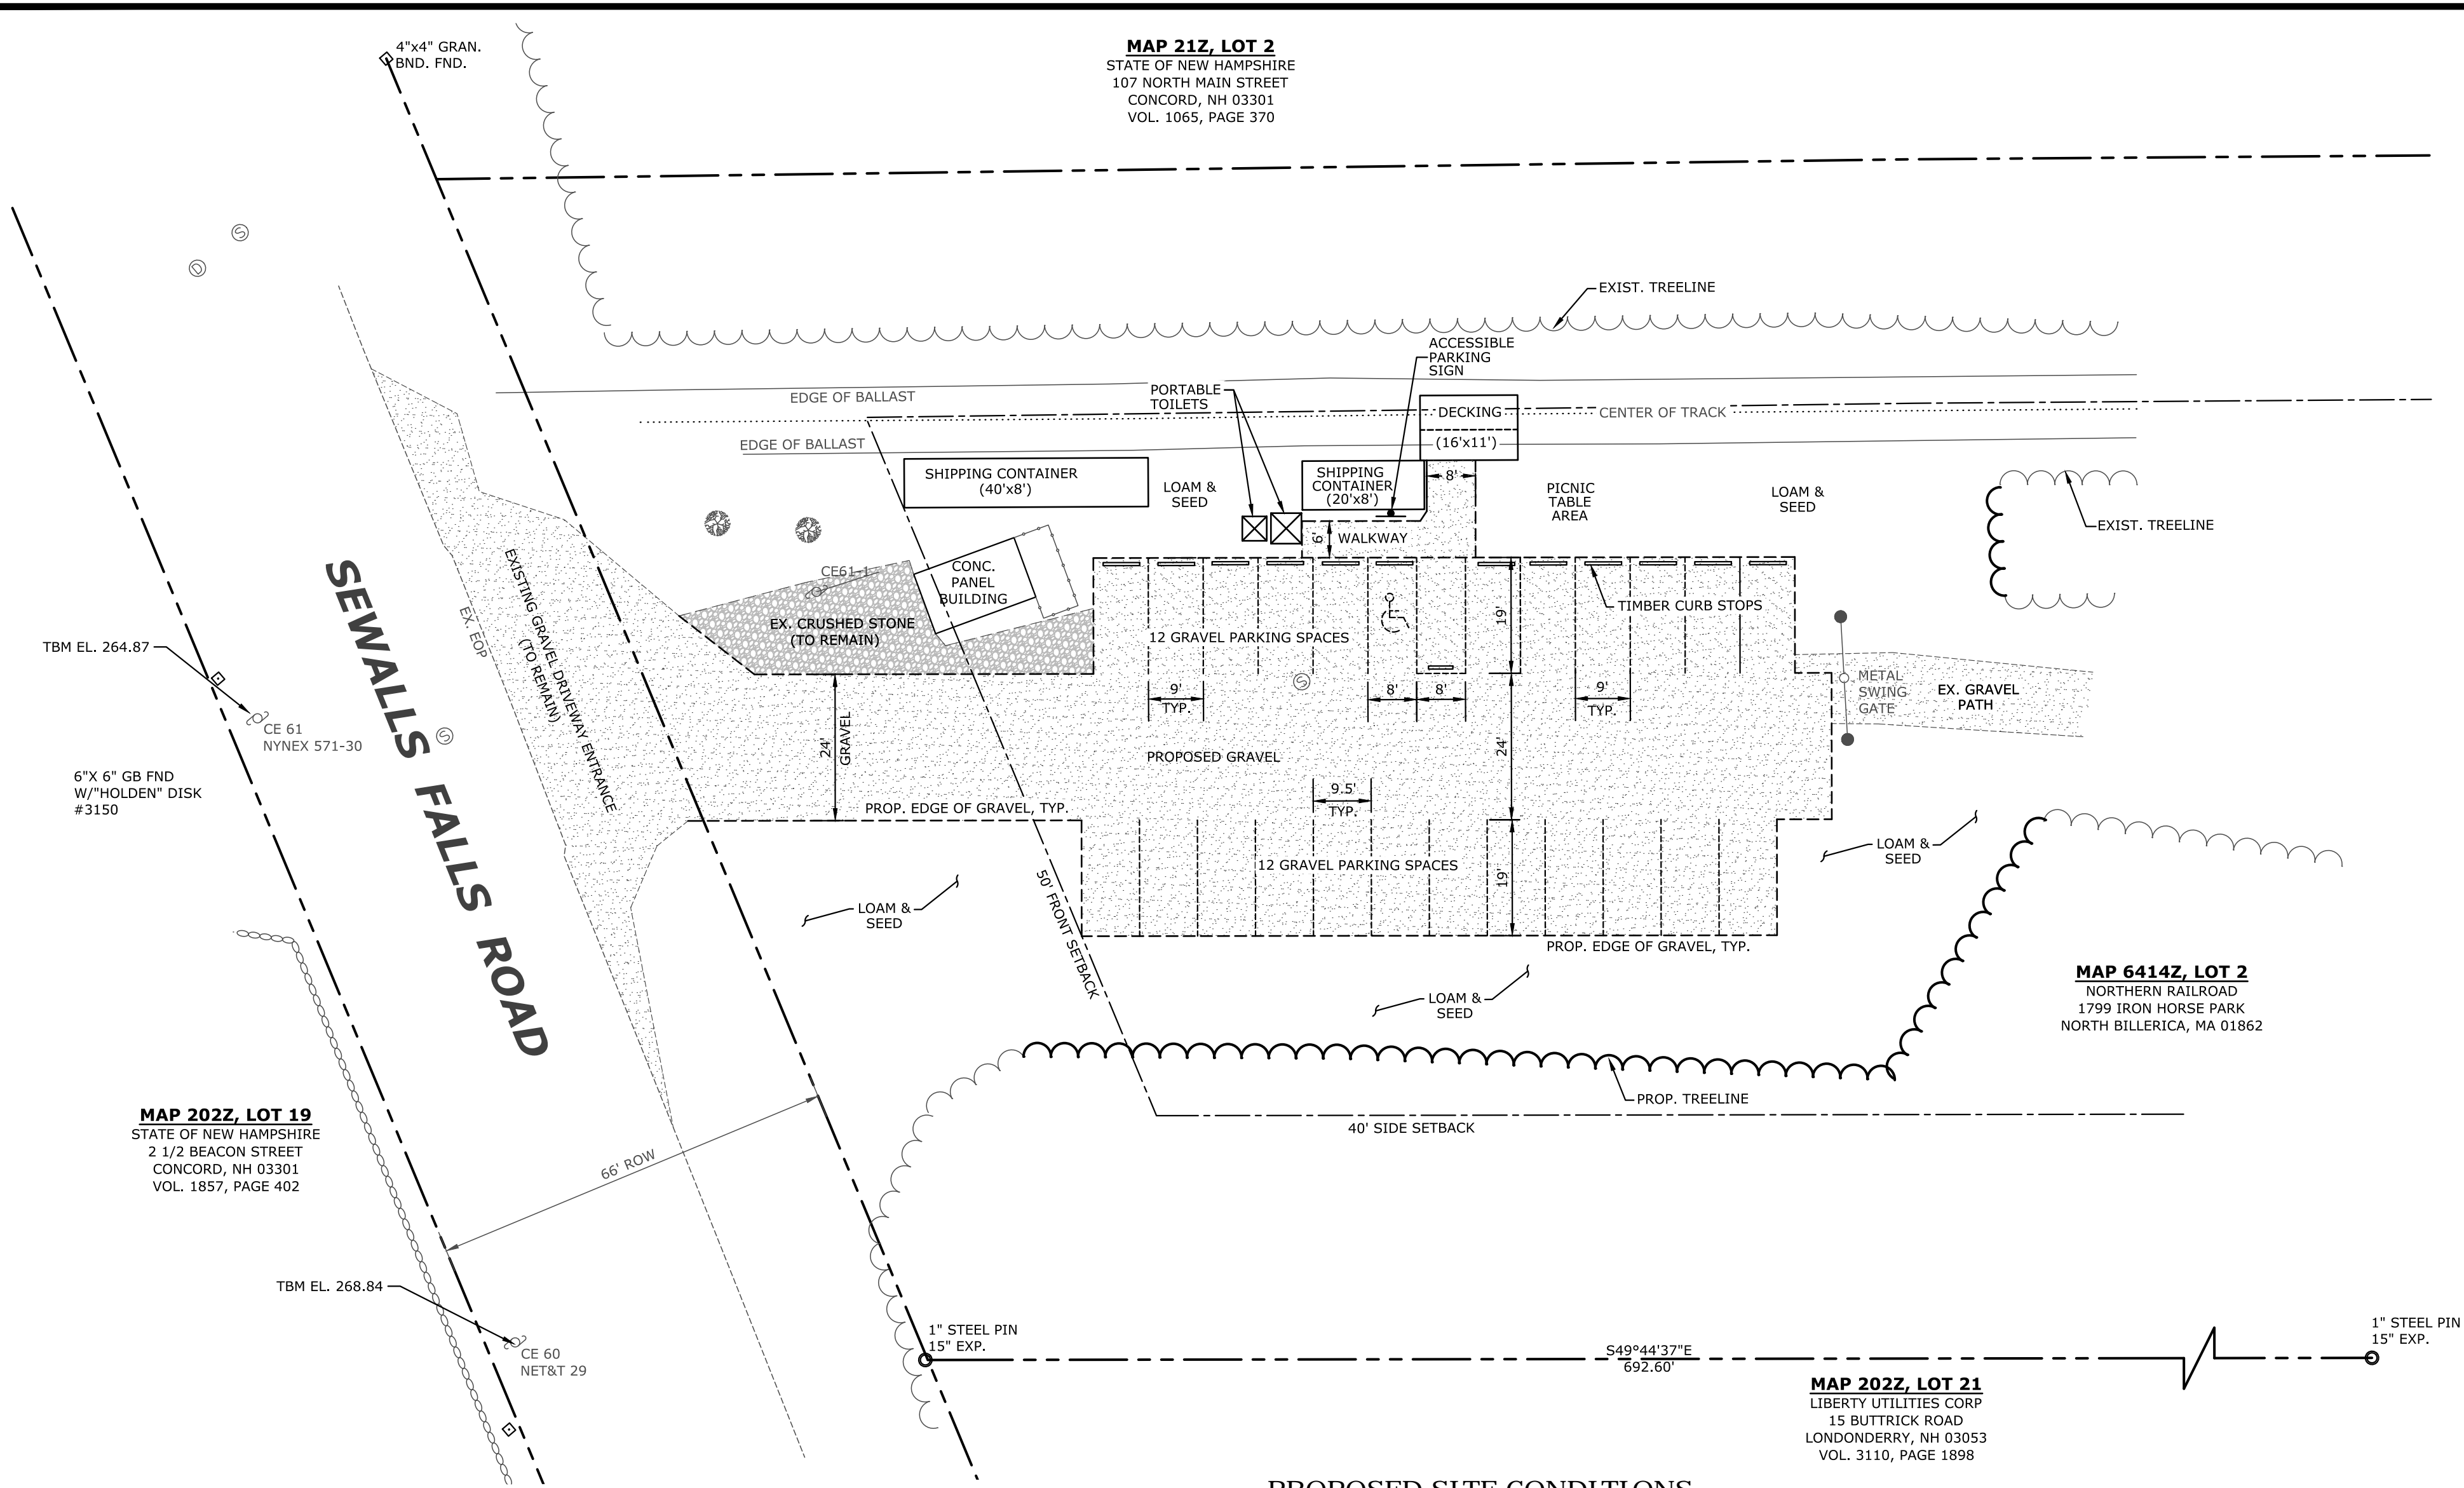 4"x4" GRAN.
BND. FND.
MAP 21Z, LOT 2
STATE OF NEW HAMPSHIRE
107 NORTH MAIN STREET
CONCORD, NH 03301
VOL. 1065, PAGE 370
S
D
EXIST. TREELINE
ACCESSIBLE
PARKING
SIGN
PORTABLE
TOILETS
EDGE OF BALLAST
DECKING
(16'x11')
CENTER OF TRACK
EDGE OF BALLAST
SHIPPING CONTAINER
(40'x8')
LOAM &
SEED
SHIPPING
CONTAINER
(20'x8')
8'
PICNIC
TABLE
AREA
LOAM &
SEED
EXIST. TREELINE
6'
WALKWAY
CE61-1
CONC.
PANEL
BUILDING
EX. CRUSHED STONE
(TO REMAIN)
12 GRAVEL PARKING SPACES
19'
TIMBER CURB STOPS
S
9'
TYP.
8'
8'
9'
TYP.
METAL
SWING
GATE
EX. GRAVEL
PATH
SEWALLS FALLS ROAD
S
EX. EOP
EXISTING GRAVEL DRIVEWAY ENTRANCE
(TO REMAIN)
TBM EL. 264.87
CE 61
NYNEX 571-30
6"X 6" GB FND
W/"HOLDEN" DISK
#3150
24'
GRAVEL
PROPOSED GRAVEL
24'
9.5'
TYP.
PROP. EDGE OF GRAVEL, TYP.
12 GRAVEL PARKING SPACES
19'
LOAM &
SEED
LOAM &
SEED
50' FRONT SETBACK
PROP. EDGE OF GRAVEL, TYP.
LOAM &
SEED
MAP 6414Z, LOT 2
NORTHERN RAILROAD
1799 IRON HORSE PARK
NORTH BILLERICA, MA 01862
PROP. TREELINE
40' SIDE SETBACK
MAP 202Z, LOT 19
STATE OF NEW HAMPSHIRE
2 1/2 BEACON STREET
CONCORD, NH 03301
VOL. 1857, PAGE 402
66' ROW
TBM EL. 268.84
CE 60
NET&T 29
1" STEEL PIN
15" EXP.
S49°44'37"E
692.60'
1" STEEL PIN
15" EXP.
MAP 202Z, LOT 21
LIBERTY UTILITIES CORP
15 BUTTRICK ROAD
LONDONDERRY, NH 03053
VOL. 3110, PAGE 1898
PROPOSED SITE CONDITIONS